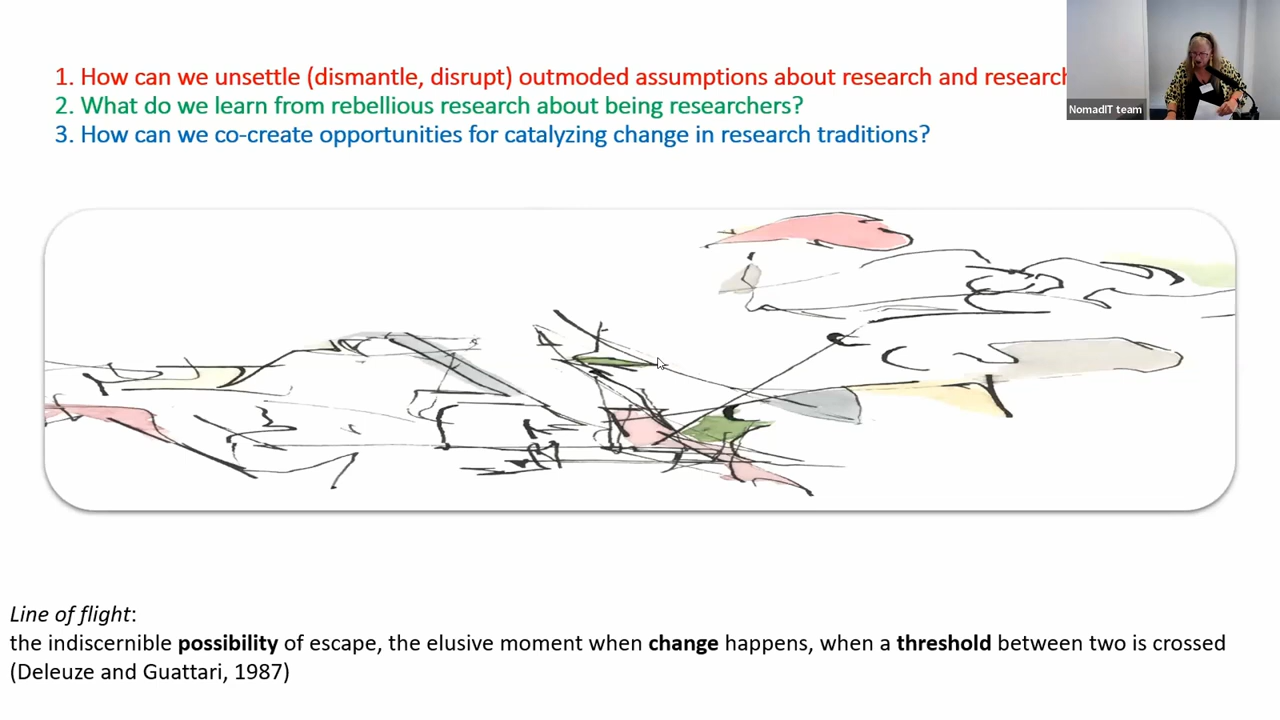 1. How can we unsettle (dismantle, disrupt) outmoded assumptions about research and research
2. What do we learn from rebellious research about being researchers?
3. How can we co-create opportunities for catalyzing change in research traditions?
NomadIT team
Line of flight:
the indiscernible possibility of escape, the elusive moment when change happens, when a threshold between two is crossed
(Deleuze and Guattari, 1987)